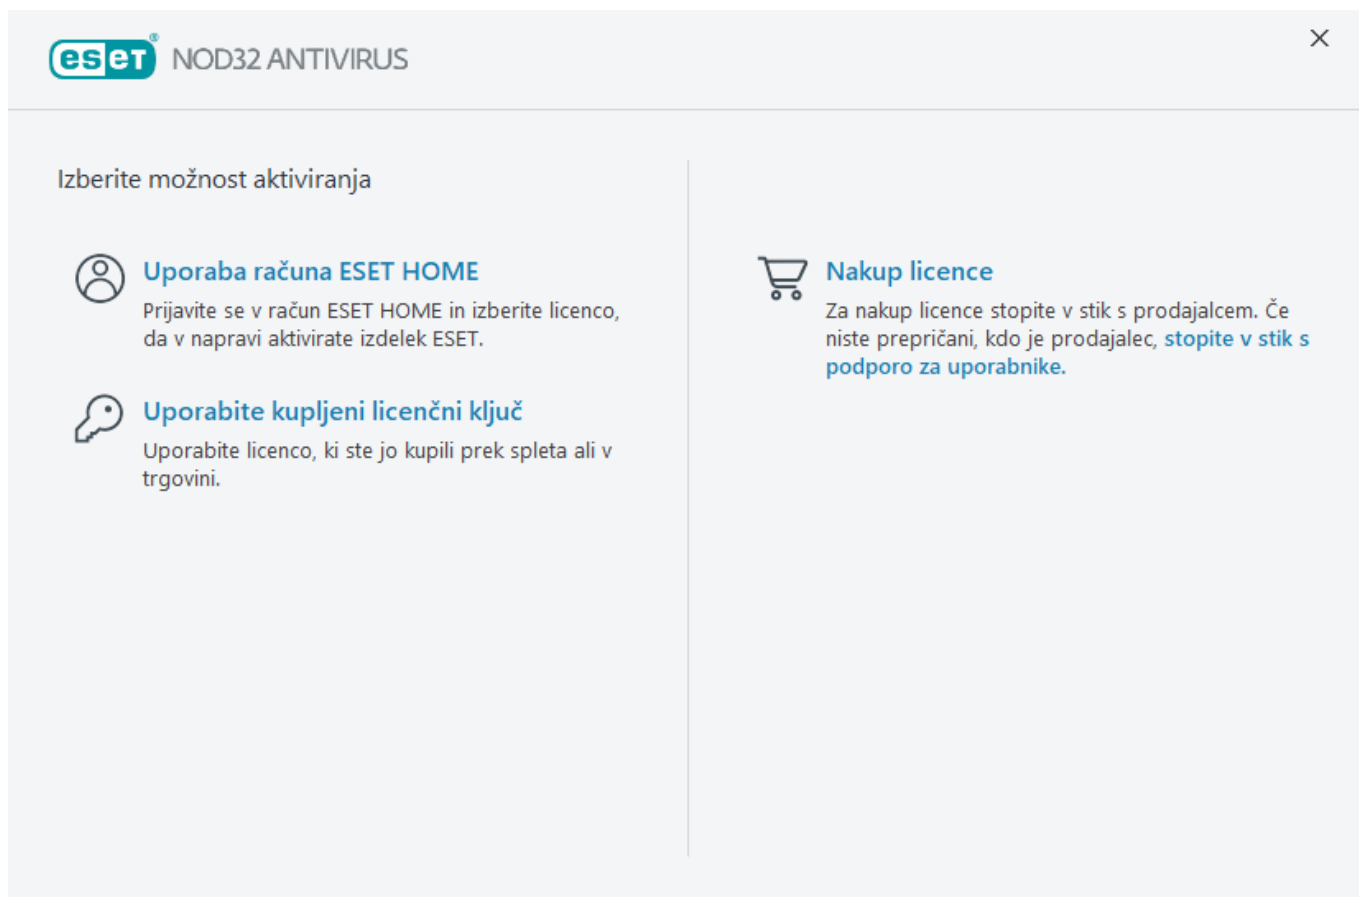 eset® NOD32 ANTIVIRUS
Izberite možnost aktiviranja
Uporaba računa ESET HOME
Prijavite se v račun ESET HOME in izberite licenco,
da v napravi aktivirate izdelek ESET.
Uporabite kupljeni licenčni ključ
Uporabite licenco, ki ste jo kupili prek spleta ali v
trgovini.
Nakup licence
Za nakup licence stopite v stik s prodajalcem. Če
niste prepričani, kdo je prodajalec, stopite v stik s
podporo za uporabnike.